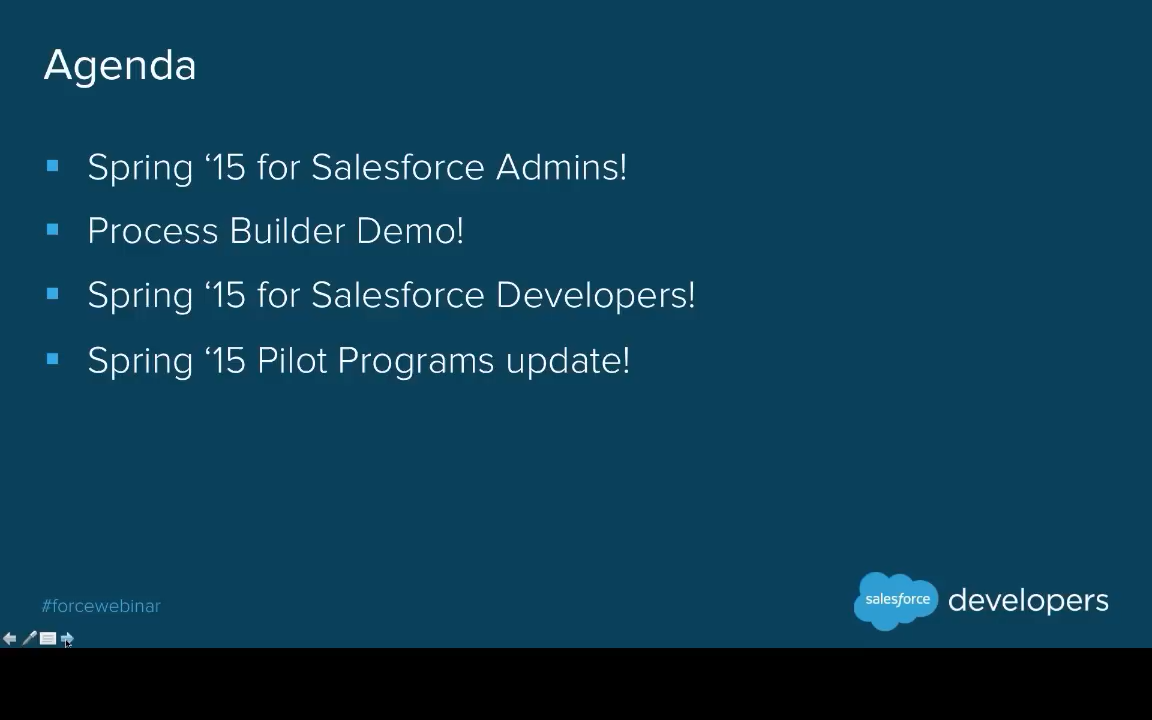 Agenda
Spring ‘15 for Salesforce Admins!
Process Builder Demo!
Spring ‘15 for Salesforce Developers!
Spring ‘15 Pilot Programs update!
#forcewebinar
salesforce developers